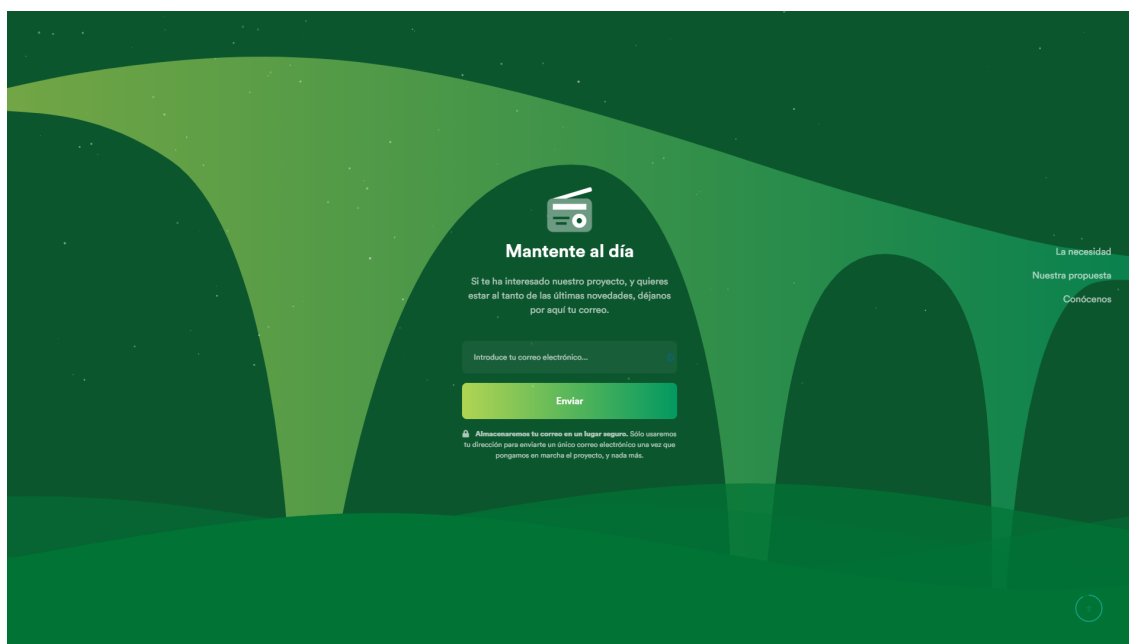 Mantente al día
Si te ha interesado nuestro proyecto, y quieres
estar al tanto de las últimas novedades, déjanos
por aquí tu correo.
Introduce tu correo electrónico...
Enviar
Almacenaremos tu correo en un lugar seguro. Sólo usaremos
tu dirección para enviarte un único correo electrónico una vez que
pongamos en marcha el proyecto, y nada más.
La necesidad
Nuestra propuesta
Conócenos